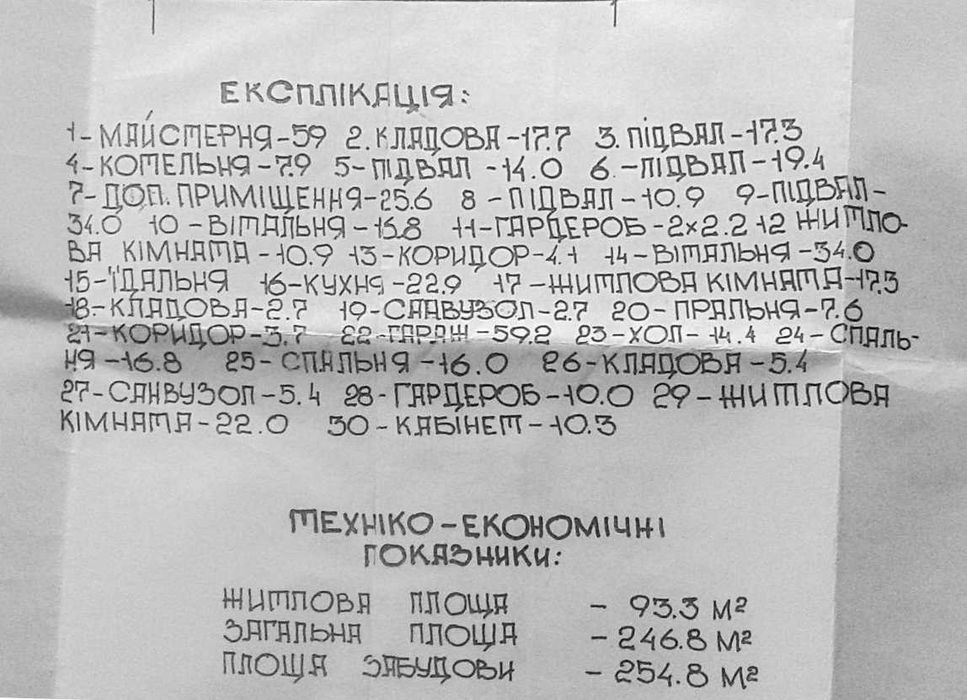 ЕКСПЛІКАЦІЯ:
1-МАЙСТЕРНЯ-59 2.КЛАДОВА-17.7 3.ПІДВАЛ-17.3
4-КОТЕЛЬНЯ-7.9 5-ПІДВАЛ-14.0 6.-ПІДВАЛ-19.4
7-ДОП.ПРИМІЩЕННЯ-25.6 8-ПІДВАЛ-10.9 9-ПІДВАЛ-
34.0 10-ВІТАЛЬНЯ-15.8 11-ГАРДЕРОБ-2×2.2 12 ЖИТЛО-
ВА КІМНАТА-10.9 13-КОРИДОР-4.1 14-ВІТАЛЬНЯ-34.0
15-ЇДАЛЬНЯ 16-КУХНЯ-22.9 17-ЖИТЛОВА КІМНАТА-17.3
18-КЛАДОВА-2.7 19-САНВУЗОЛ-2.7 20-ПРАЛЬНЯ-7.6
21-КОРИДОР-3.7 22-ГАРАЖ-59.2 23-ХОЛ-14.4 24-СПАЛЬ-
НЯ-16.8 25-СПАЛЬНЯ-16.0 26-КЛАДОВА-5.4
27-САНВУЗОЛ-5.4 28-ГАРДЕРОБ-10.0 29-ЖИТЛОВА
КІМНАТА-22.0 30-КАБІНЕТ-10.3
ТЕХНІКО-ЕКОНОМІЧНІ
ПОКАЗНИКИ:
ЖИТЛОВА ПЛОЩА - 93.3 м²
ЗАГАЛЬНА ПЛОЩА - 246.8 м²
ПЛОЩА ЗАБУДОВИ - 254.8 м²